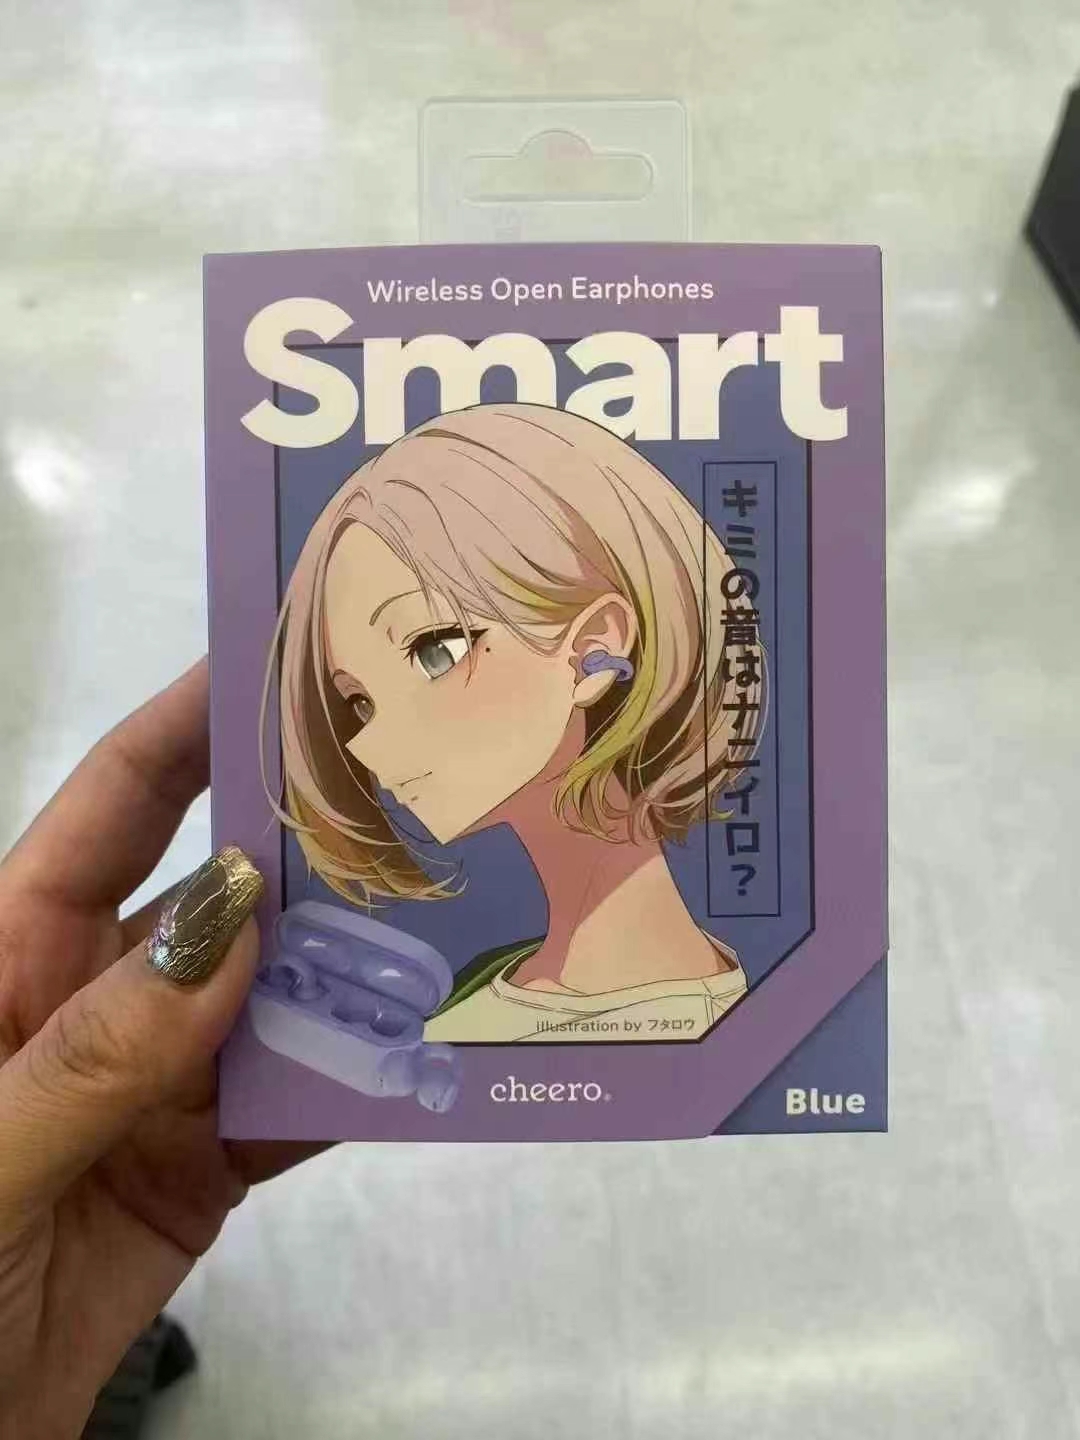 Wireless Open Earphones
Smart
キミの音はナニイロ?
illustration by フタロウ
cheero®
Blue